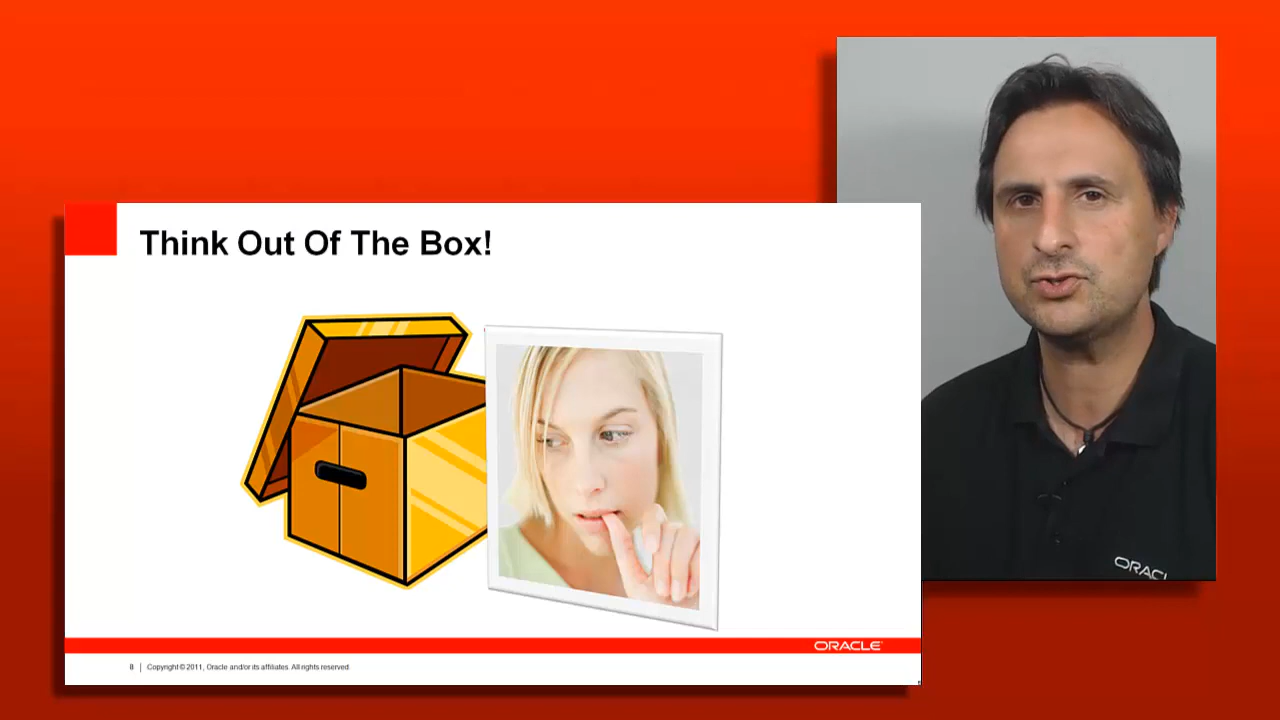 Think Out Of The Box!
ORACLE
8 | Copyright © 2011, Oracle and/or its affiliates. All rights reserved
ORACL